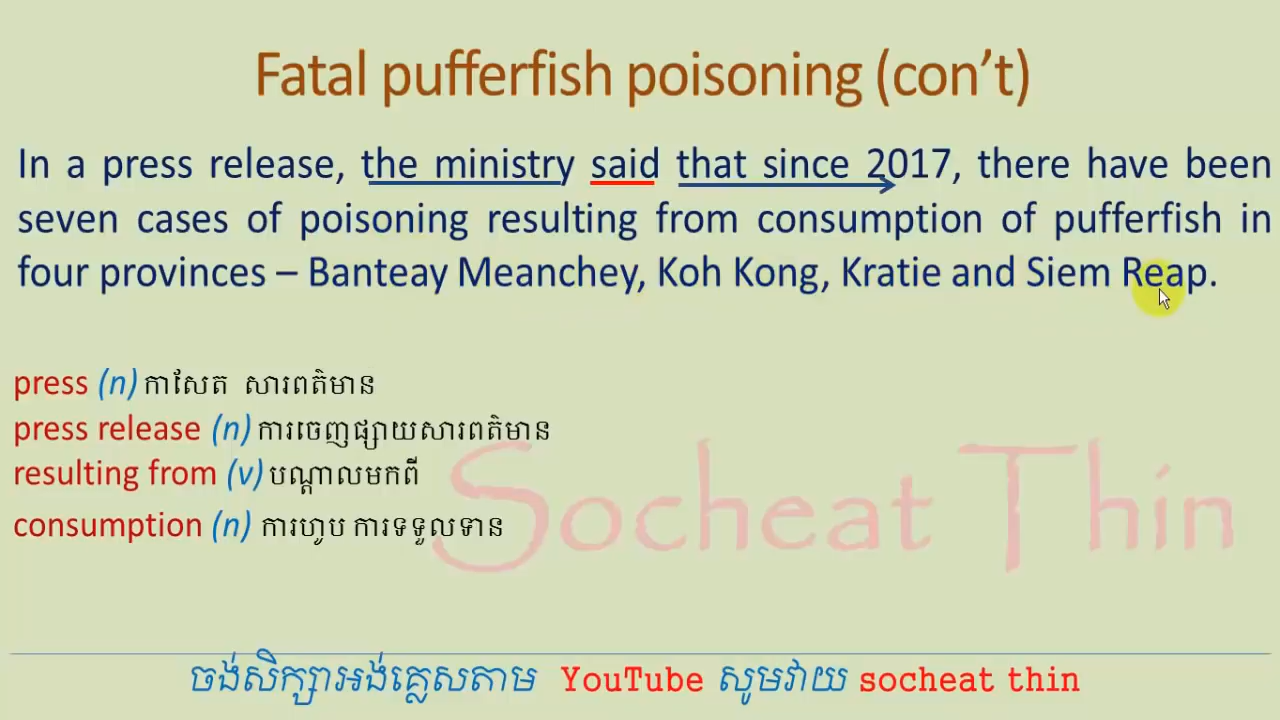 Fatal pufferfish poisoning (con’t)
In a press release, the ministry said that since 2017, there have been
seven cases of poisoning resulting from consumption of pufferfish in
four provinces – Banteay Meanchey, Koh Kong, Kratie and Siem Reap.
press (n) កាសែត សារពត៌មាន
press release (n) ការចេញផ្សាយសារពត៌មាន
resulting from (v) បណ្តាលមកពី
consumption (n) ការហូប ការទទួលទាន
Socheat Thin
ចង់សិក្សាអង់គ្លេសតាម YouTube សូមវាយ socheat thin